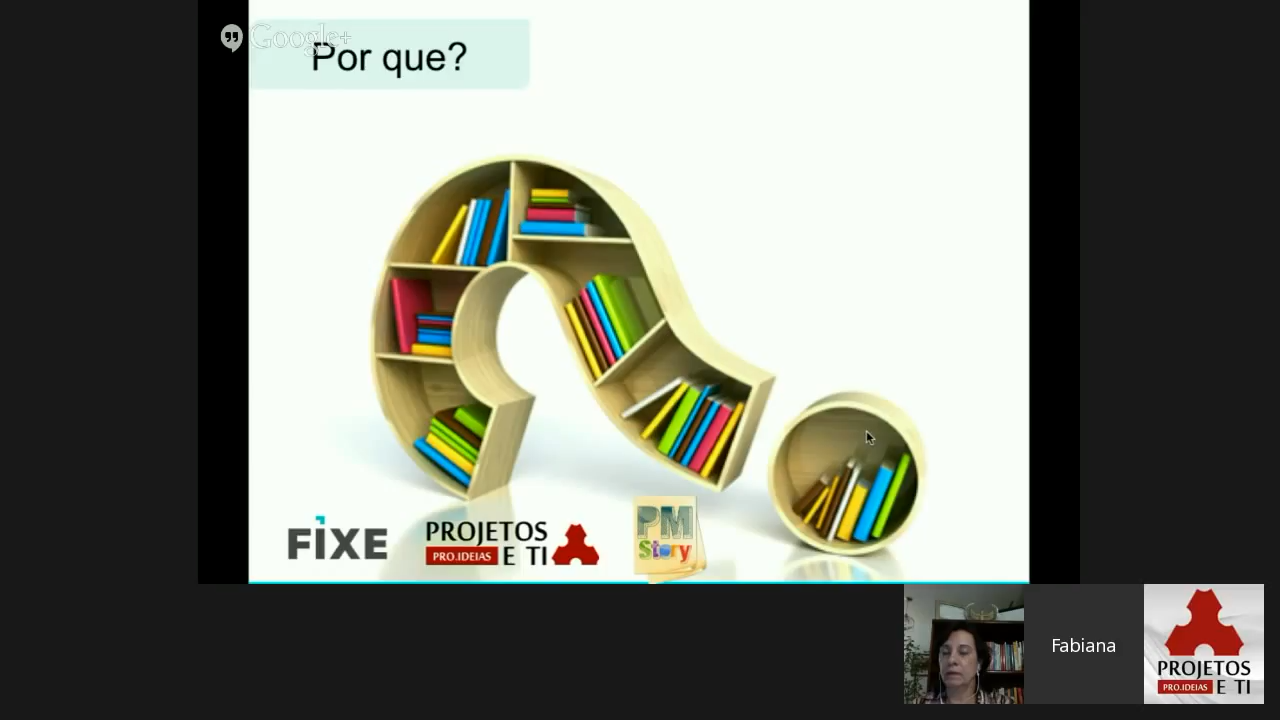 Google+
Por que?
FIXE
PROJETOS
PRO.IDEIAS E TI
PM
Story
Fabiana
PROJETOS
PRO.IDEIAS E TI